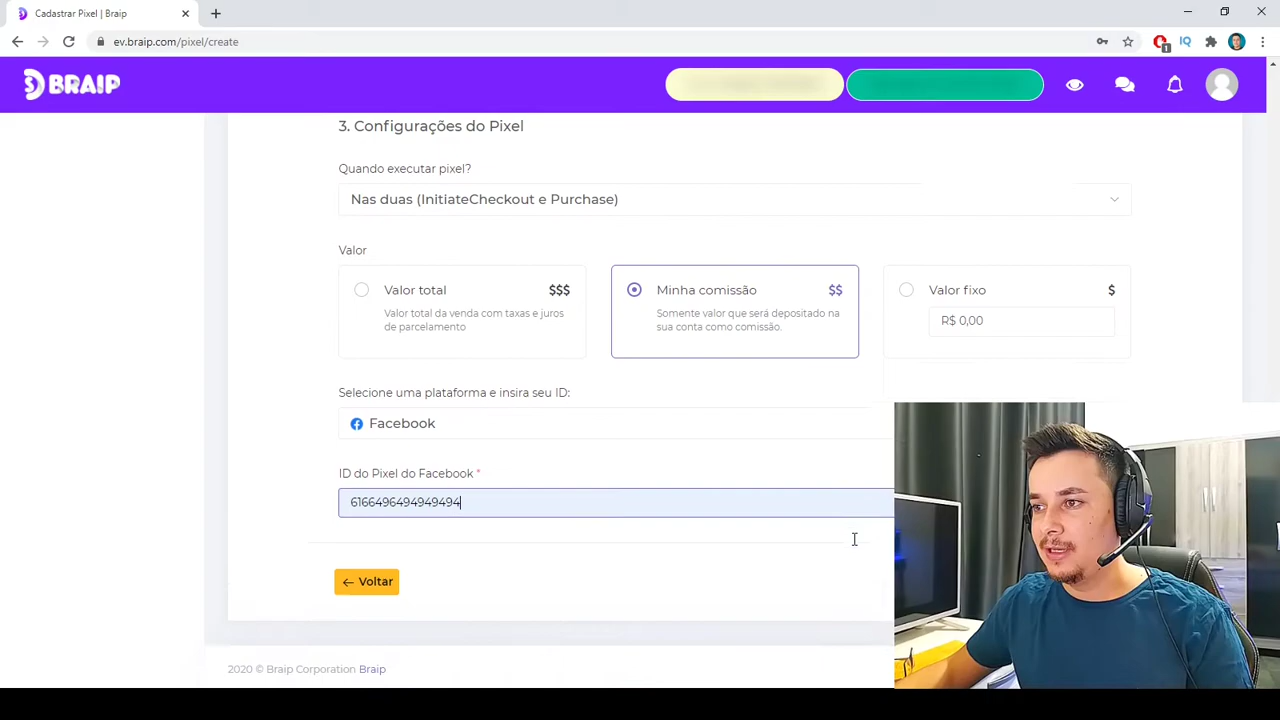 Cadastrar Pixel | Braip
ev.braip.com/pixel/create
1
IQ
BRAIP
3. Configurações do Pixel
Quando executar pixel?
Nas duas (InitiateCheckout e Purchase)
Valor
Valor total $$$
Valor total da venda com taxas e juros
de parcelamento
Minha comissão $$
Somente valor que será depositado na
sua conta como comissão.
Valor fixo $
R$ 0,00
Selecione uma plataforma e insira seu ID:
Facebook
ID do Pixel do Facebook *
6166496494949494
← Voltar
2020 © Braip Corporation Braip